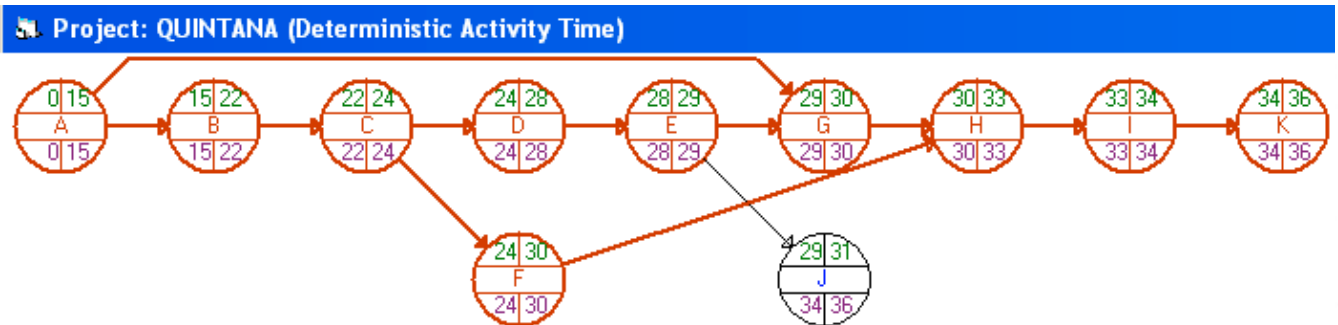 Project: QUINTANA (Deterministic Activity Time)
0 15 15 22 22 24 24 28 28 29 29 30 30 33 33 34 34 36
A B C D E G H I K
0 15 15 22 22 24 24 28 28 29 29 30 30 33 33 34 34 36
24 30 29 31
F J
24 30 34 36